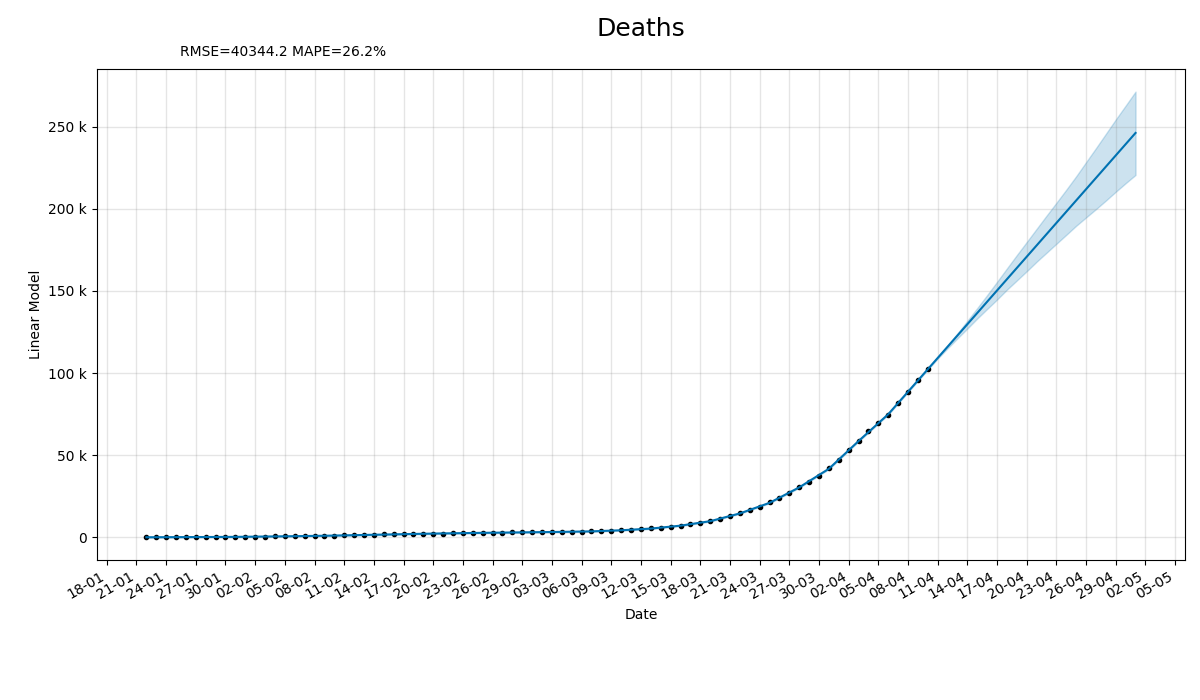 Deaths
RMSE=40344.2 MAPE=26.2%
250 k
200 k
150 k
100 k
50 k
0
Linear Model
18-01 21-01 24-01 27-01 30-01 02-02 05-02 08-02 11-02 14-02 17-02 20-02 23-02 26-02 29-02 03-03 06-03 09-03 12-03 15-03 18-03 21-03 24-03 27-03 30-03 02-04 05-04 08-04 11-04 14-04 17-04 20-04 23-04 26-04 29-04 02-05 05-05
Date